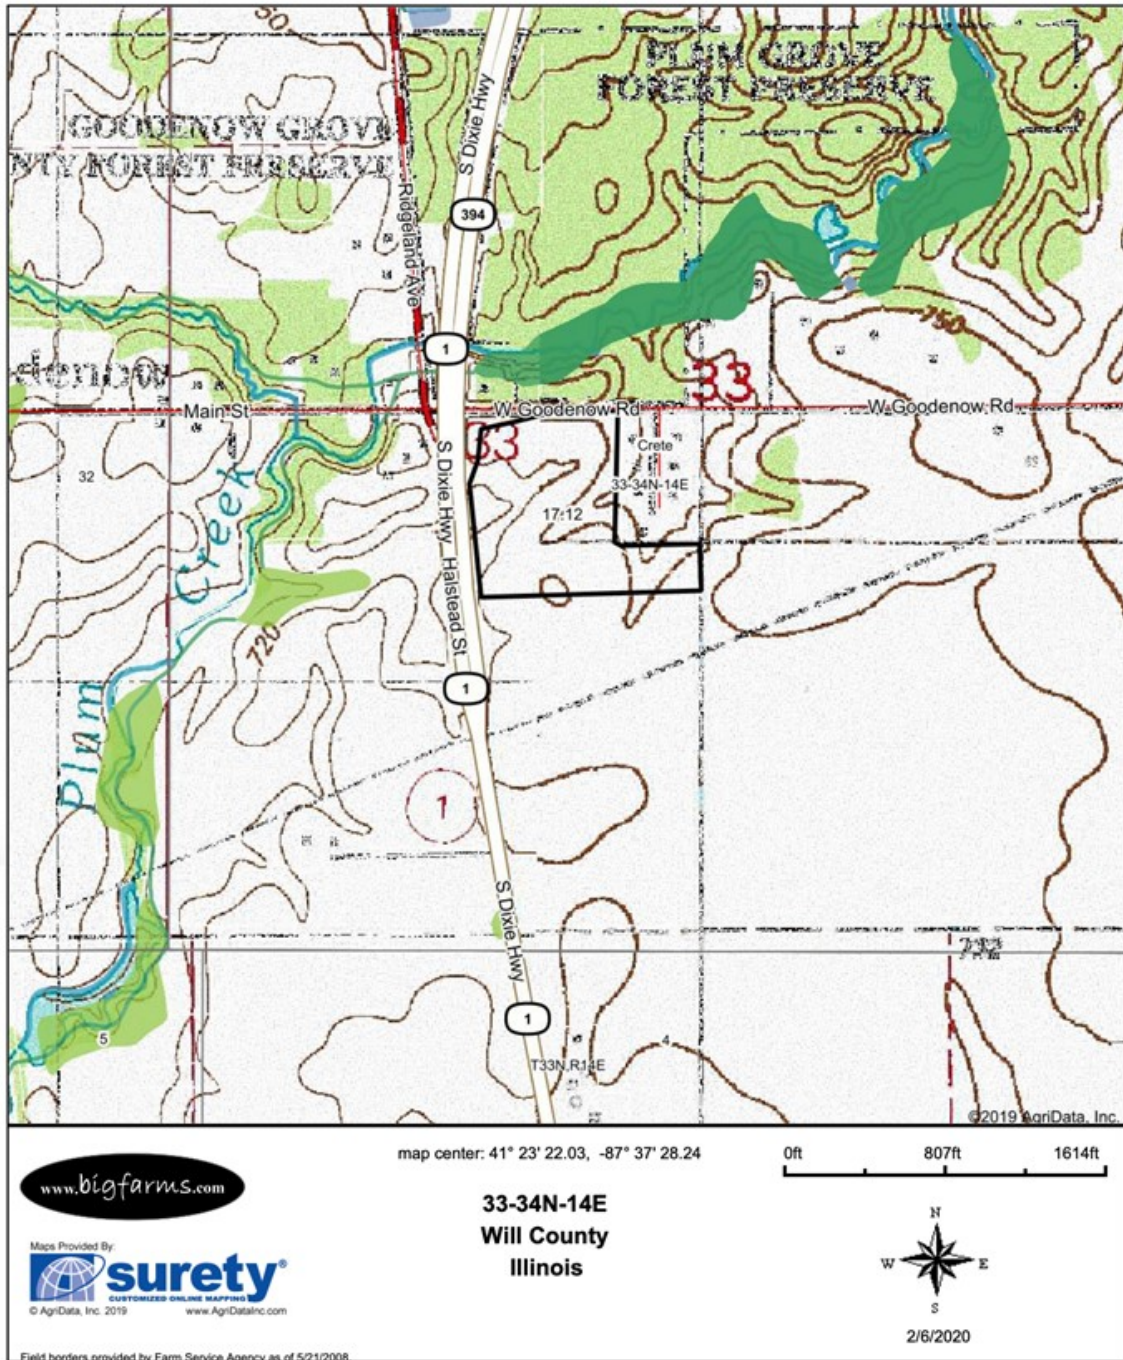 50
S Dixie Hwy
PLUM GROVE
FOREST PRESERVE
GOODENOW GROVE
NTY FOREST PRESERVE
Ridgeland Ave
394
1
750
33
denow
Main St
W Goodenow Rd
W Goodenow Rd
33
Crete
32
33-34N-14E
17.12
S Dixie Hwy
Halstead St
Plum Creek
720
1
1
S Dixie Hwy
1
5
4
T33N,R14E
©2019 AgriData, Inc.
map center: 41° 23' 22.03, -87° 37' 28.24
0ft 807ft 1614ft
www.bigfarms.com
33-34N-14E
Will County
Illinois
N
W E
S
Maps Provided By:
surety®
CUSTOMIZED ONLINE MAPPING
© AgriData, Inc. 2019 www.AgriDataInc.com
2/6/2020
Field borders provided by Farm Service Agency as of 5/21/2008.